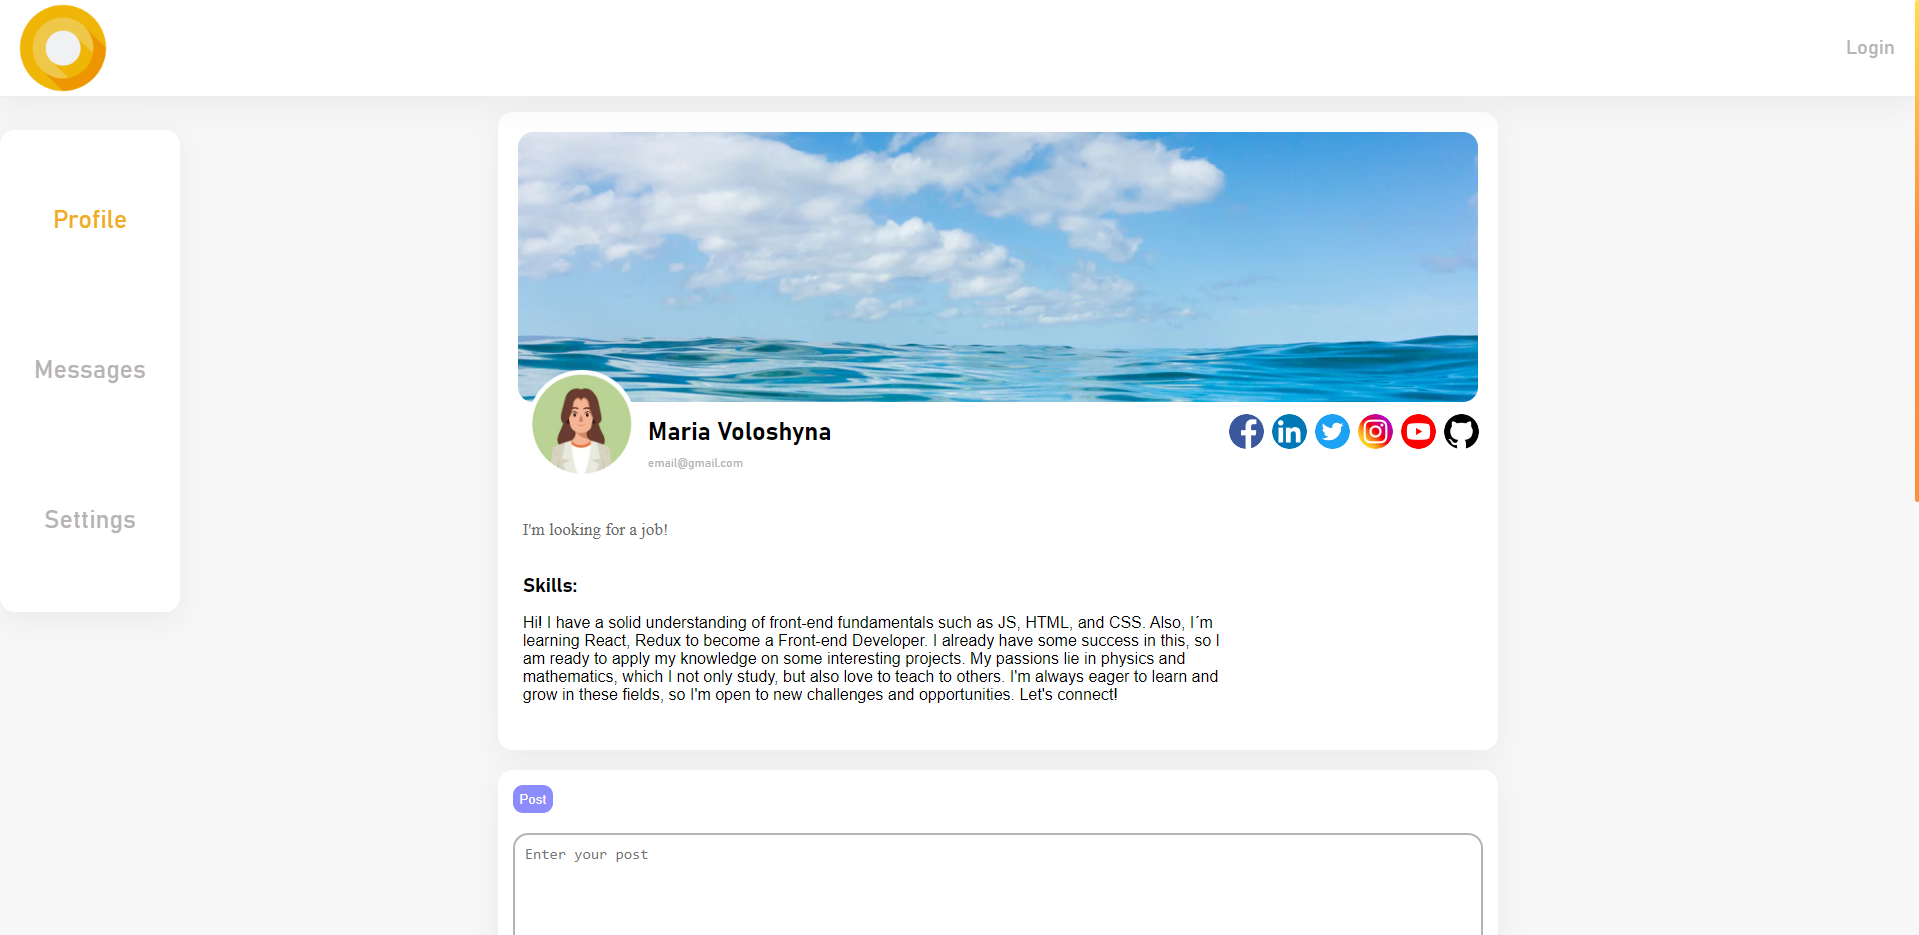 Login
Profile
Messages
Settings
Maria Voloshyna
email@gmail.com
I'm looking for a job!
Skills:
Hi! I have a solid understanding of front-end fundamentals such as JS, HTML, and CSS. Also, I´m
learning React, Redux to become a Front-end Developer. I already have some success in this, so I
am ready to apply my knowledge on some interesting projects. My passions lie in physics and
mathematics, which I not only study, but also love to teach to others. I'm always eager to learn and
grow in these fields, so I'm open to new challenges and opportunities. Let's connect!
Post
Enter your post